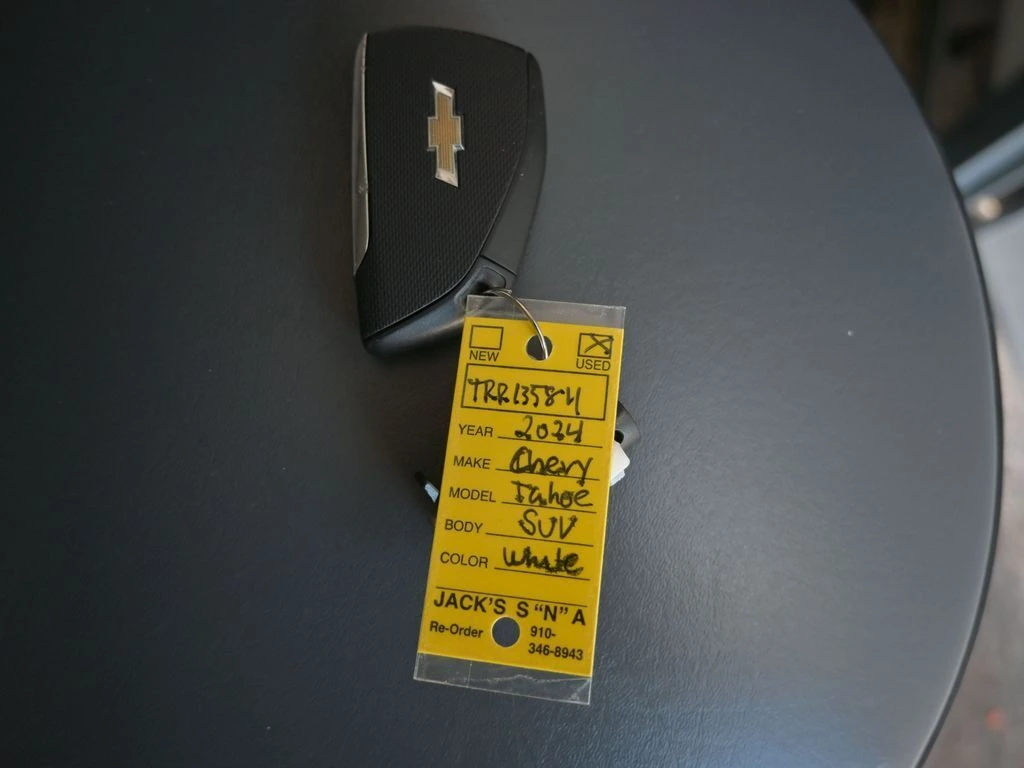 NEW USED
TRR13584
YEAR 2024
MAKE Chevy
MODEL Tahoe
BODY SUV
COLOR White
JACK'S S "N" A
Re-Order 910-
346-8943